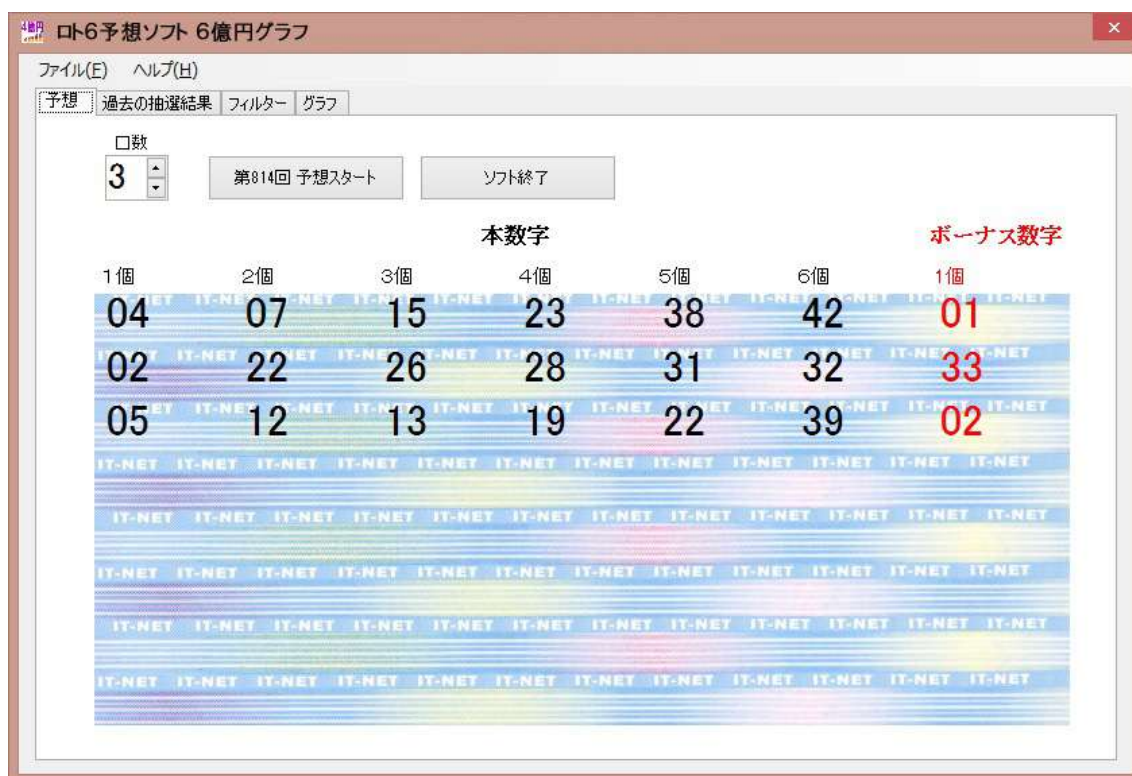 ロト6予想ソフト 6億円グラフ
ファイル(F) ヘルプ(H)
予想 過去の抽選結果 フィルター グラフ
口数
3 第814回 予想スタート ソフト終了
本数字 ボーナス数字
1個 2個 3個 4個 5個 6個 1個
04 07 15 23 38 42 01
02 22 26 28 31 32 33
05 12 13 19 22 39 02
IT-NET IT-NET IT-NET IT-NET IT-NET IT-NET IT-NET IT-NET IT-NET IT-NET IT-NET IT-NET
IT-NET IT-NET IT-NET IT-NET IT-NET IT-NET IT-NET IT-NET IT-NET IT-NET IT-NET IT-NET
IT-NET IT-NET IT-NET IT-NET IT-NET IT-NET IT-NET IT-NET IT-NET IT-NET IT-NET IT-NET
IT-NET IT-NET IT-NET IT-NET IT-NET IT-NET IT-NET IT-NET IT-NET IT-NET IT-NET IT-NET
IT-NET IT-NET IT-NET IT-NET IT-NET IT-NET IT-NET IT-NET IT-NET IT-NET IT-NET IT-NET